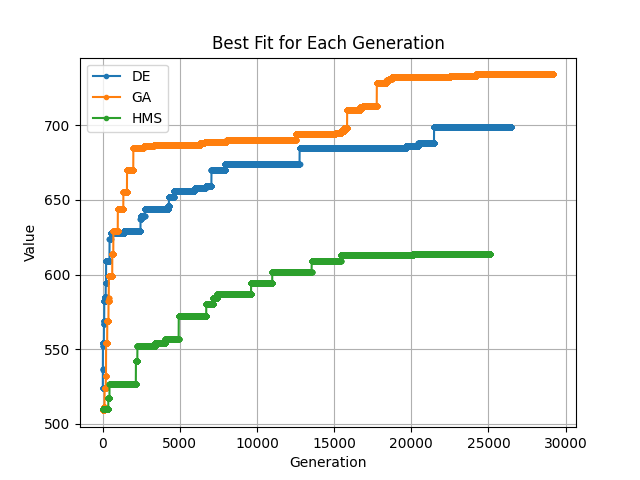 Best Fit for Each Generation
DE
GA
HMS
700
650
600
550
500
Value
0 5000 10000 15000 20000 25000 30000
Generation